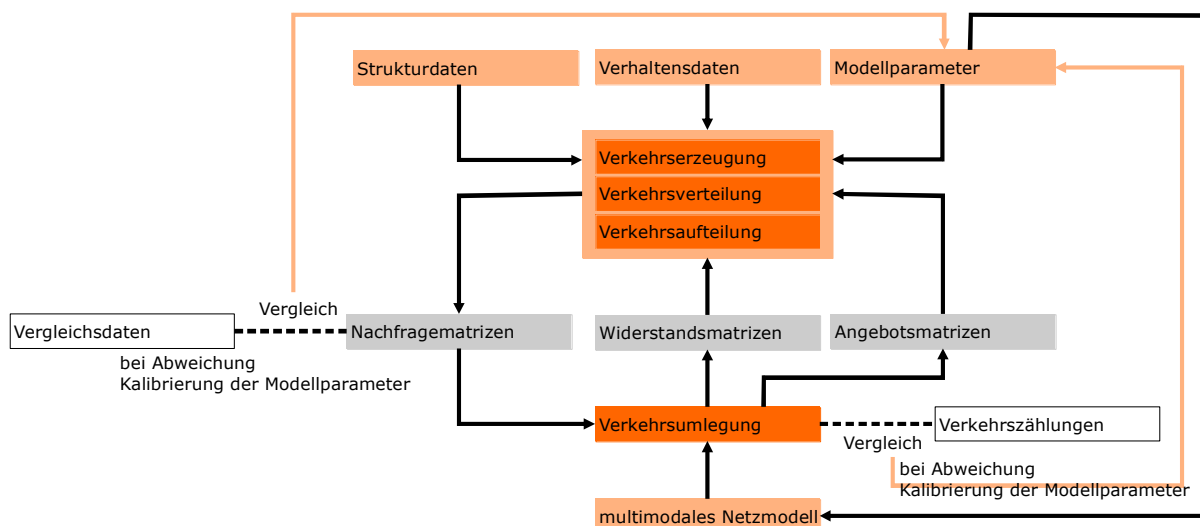 Strukturdaten
Verhaltensdaten
Modellparameter
Verkehrserzeugung
Verkehrsverteilung
Verkehrsaufteilung
Vergleich
Vergleichsdaten
Nachfragematrizen
Widerstandsmatrizen
Angebotsmatrizen
bei Abweichung
Kalibrierung der Modellparameter
Verkehrsumlegung
Verkehrszählungen
Vergleich
bei Abweichung
Kalibrierung der Modellparameter
multimodales Netzmodell